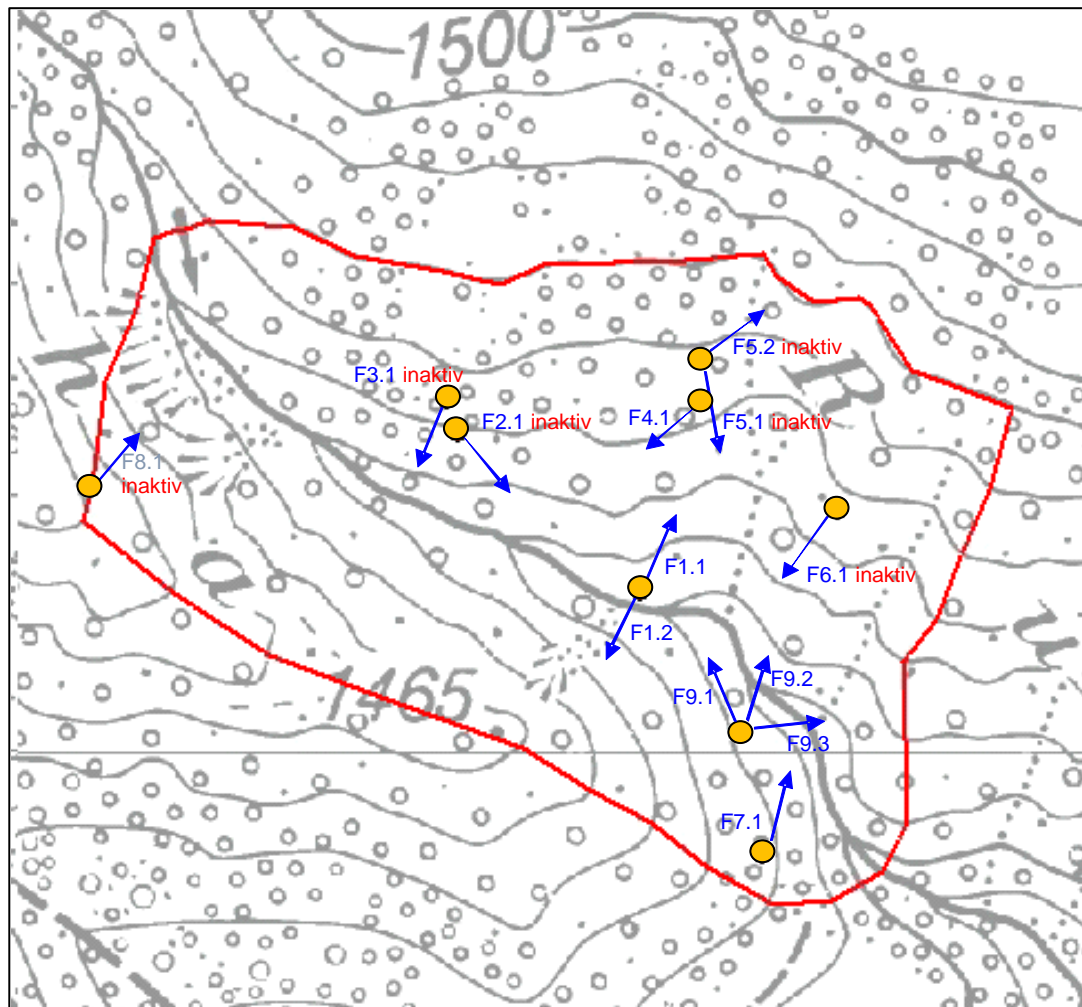 1500
F5.2 inaktiv
F3.1 inaktiv
F4.1
F2.1 inaktiv
F5.1 inaktiv
F8.1
inaktiv
F1.1
F6.1 inaktiv
F1.2
F9.2
F9.1
1465
F9.3
F7.1